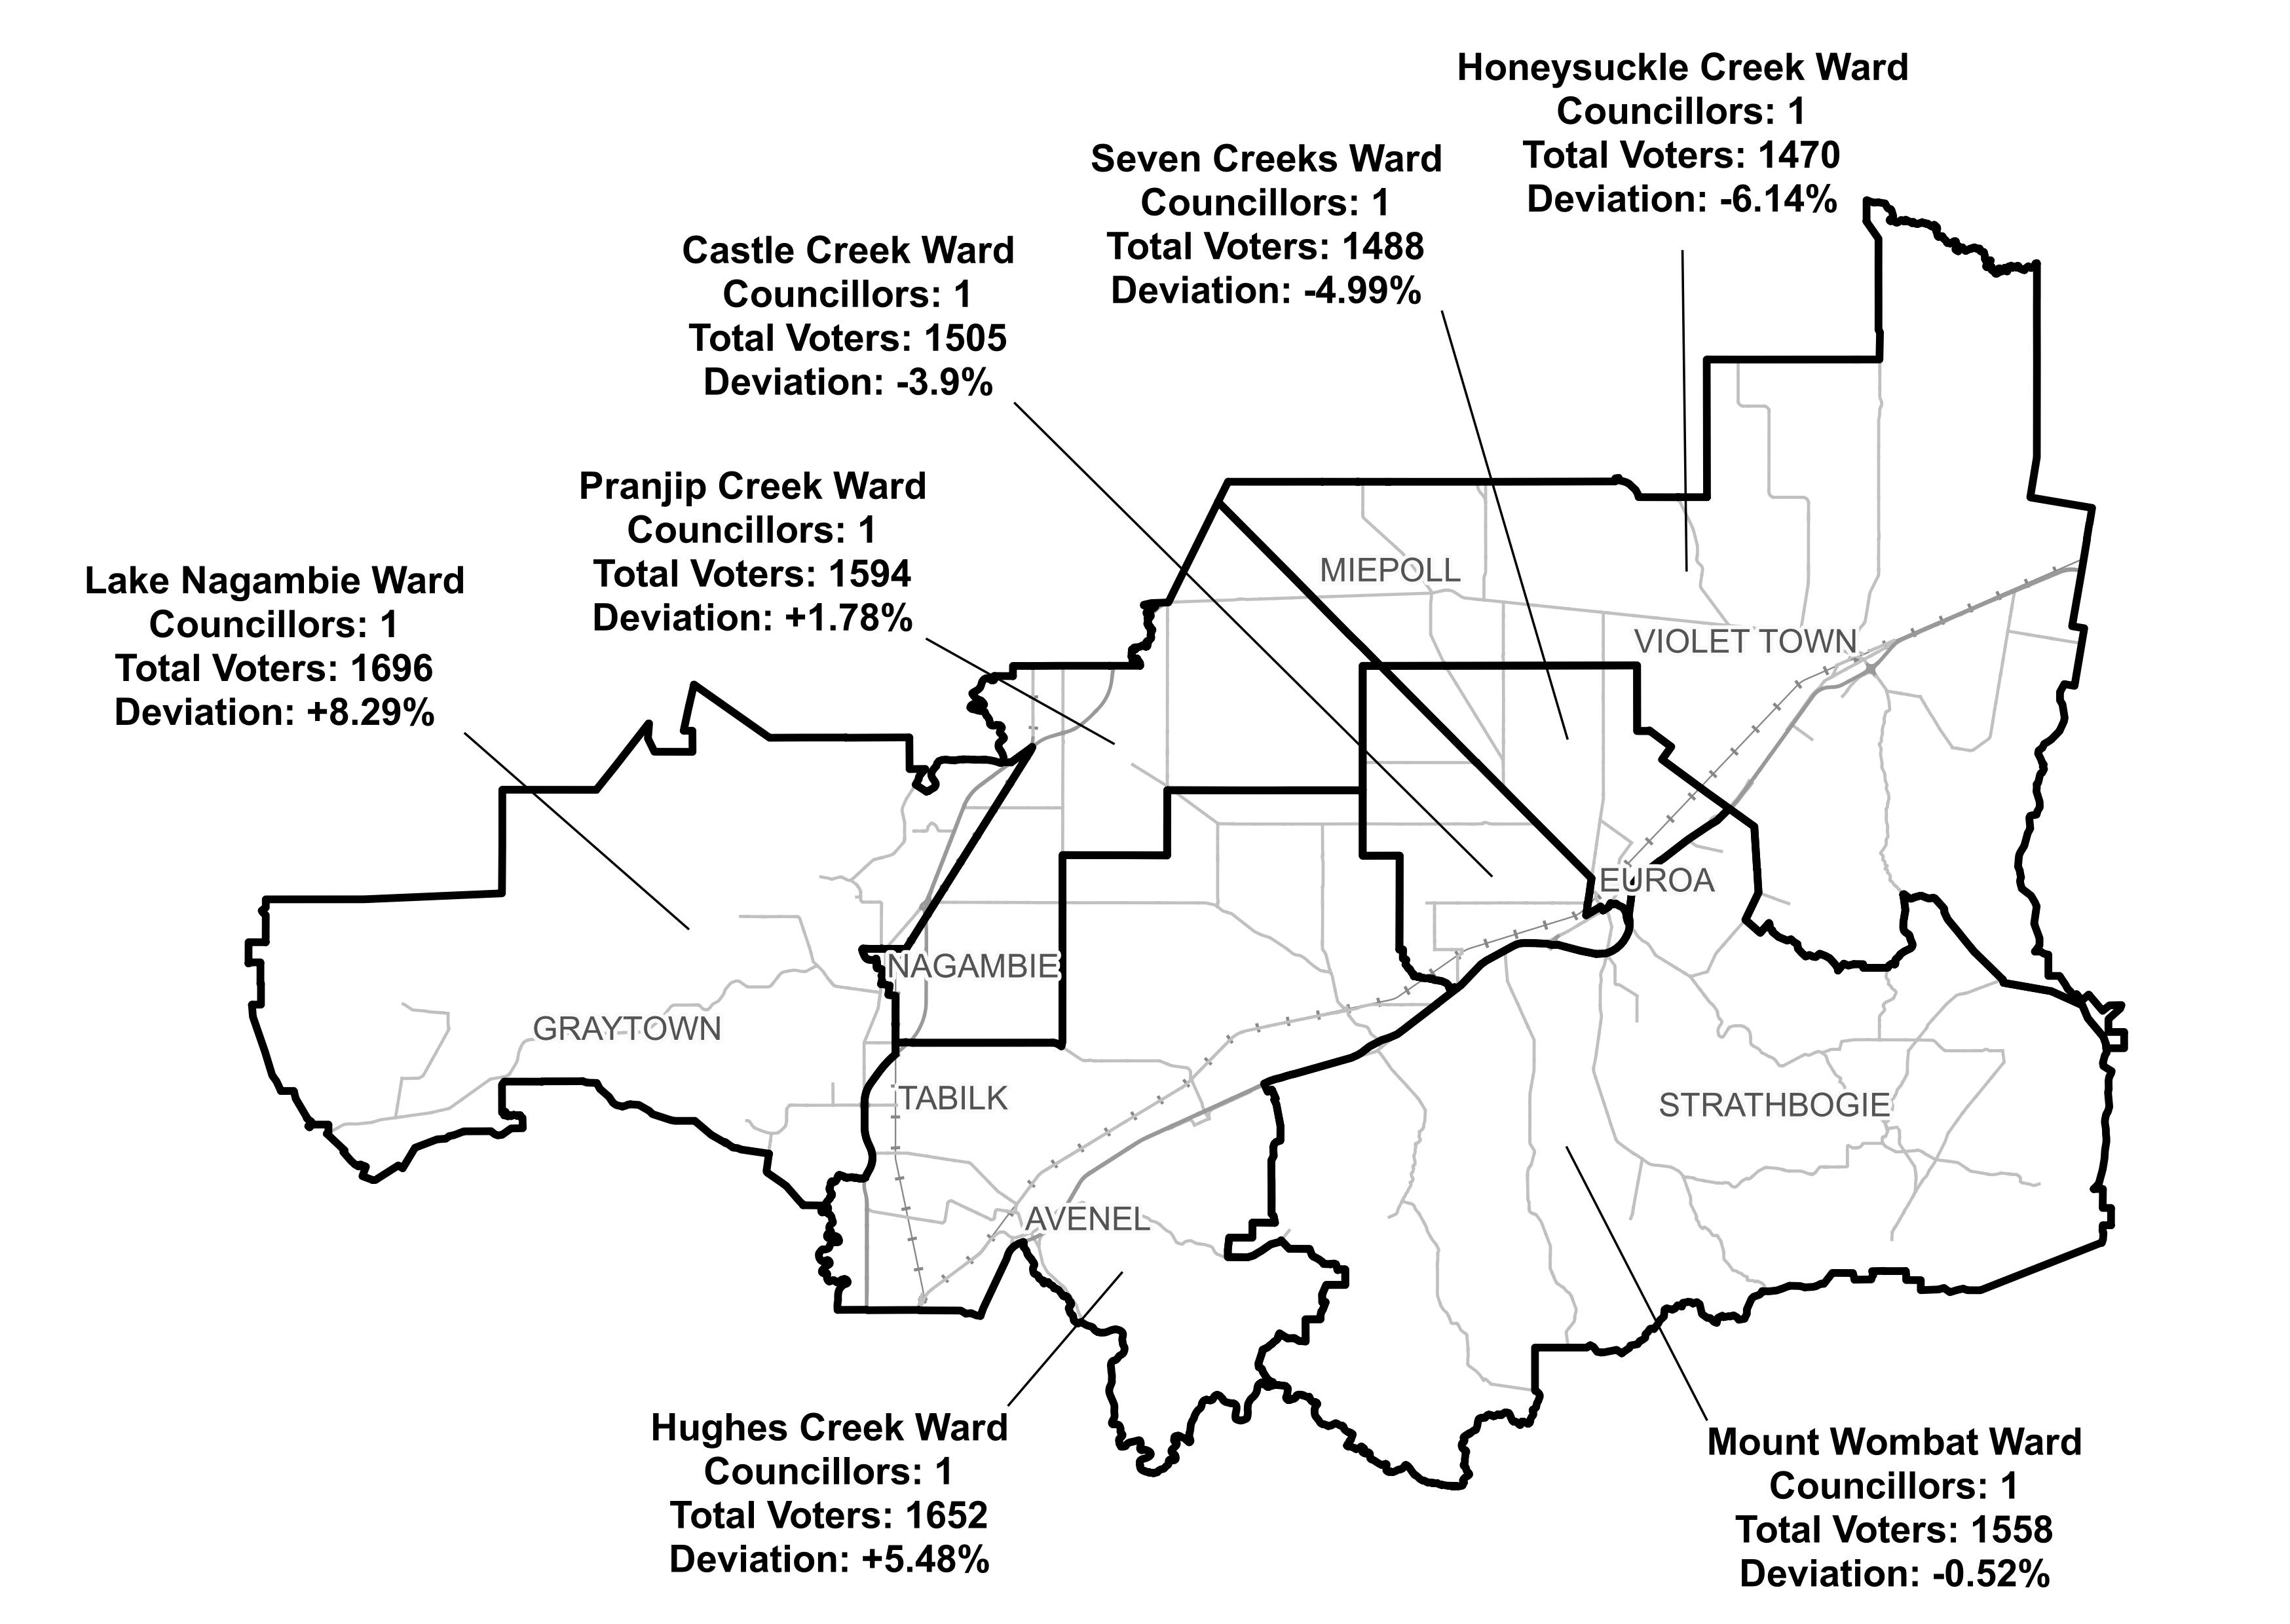 Honeysuckle Creek Ward
Councillors: 1
Total Voters: 1470
Deviation: -6.14%
Seven Creeks Ward
Councillors: 1
Total Voters: 1488
Deviation: -4.99%
Castle Creek Ward
Councillors: 1
Total Voters: 1505
Deviation: -3.9%
Pranjip Creek Ward
Councillors: 1
Total Voters: 1594
Deviation: +1.78%
Lake Nagambie Ward
Councillors: 1
Total Voters: 1696
Deviation: +8.29%
MIEPOLL
VIOLET TOWN
EUROA
NAGAMBIE
GRAYTOWN
TABILK
STRATHBOGIE
AVENEL
Hughes Creek Ward
Councillors: 1
Total Voters: 1652
Deviation: +5.48%
Mount Wombat Ward
Councillors: 1
Total Voters: 1558
Deviation: -0.52%